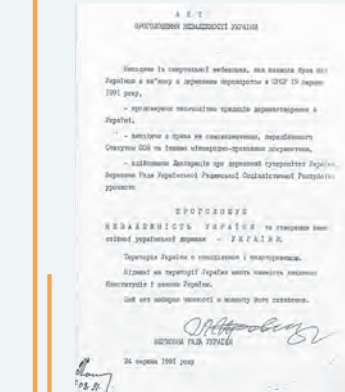 А К Т
ПРОГОЛОШЕННЯ НЕЗАЛЕЖНОСТІ УКРАЇНИ
Виходячи із смертельної небезпеки, яка нависла була над
Україною в зв'язку з державним переворотом в СРСР 19 серпня
1991 року,
- продовжуючи тисячолітню традицію державотворення в
Україні,
- виходячи з права на самовизначення, передбаченого
Статутом ООН та іншими міжнародно-правовими документами,
- здійснюючи Декларацію про державний суверенітет України,
Верховна Рада Української Радянської Соціалістичної Республіки
урочисто
ПРОГОЛОШУЄ
НЕЗАЛЕЖНІСТЬ УКРАЇНИ та створення само-
стійної української держави - УКРАЇНИ.
Територія України є неподільною і недоторканною.
Віднині на території України мають чинність виключно
Конституція і закони України.
Цей акт набирає чинності з моменту його схвалення.
ВЕРХОВНА РАДА УКРАЇНИ
24 серпня 1991 року